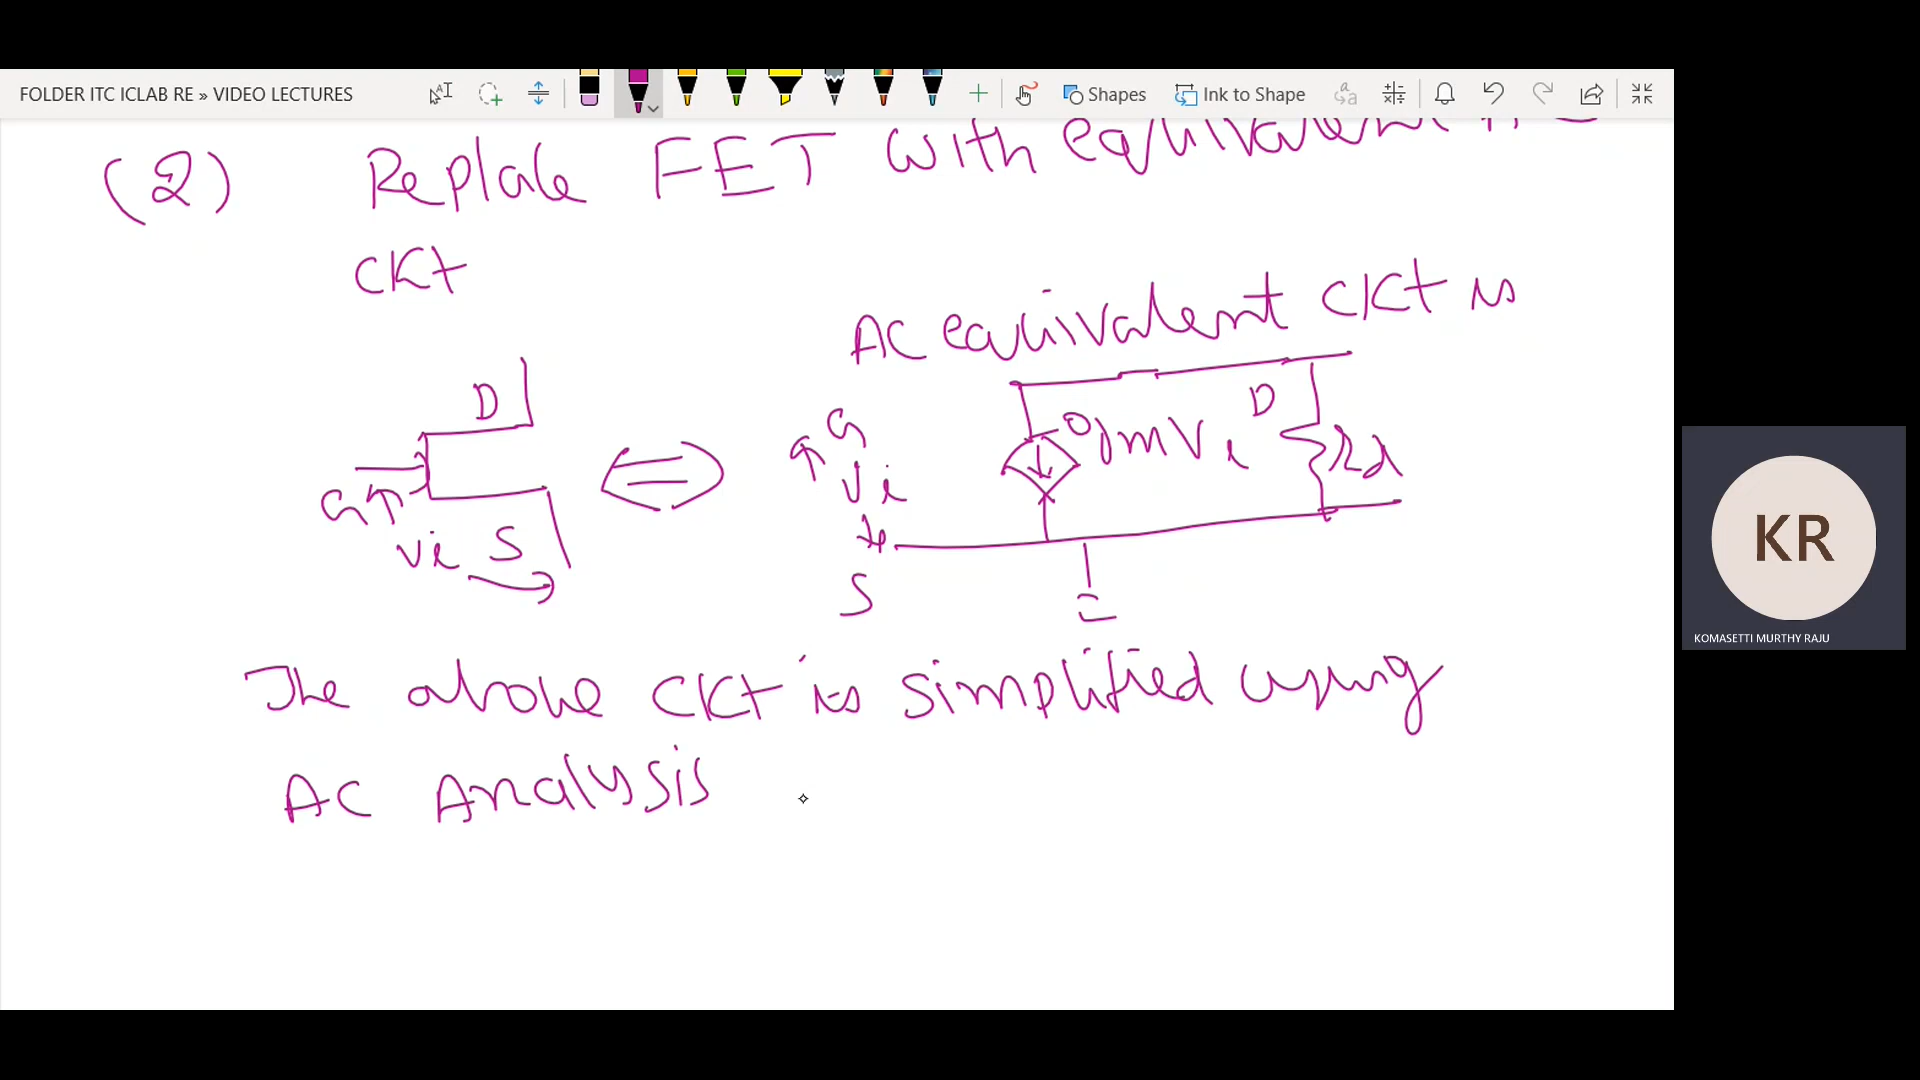 FOLDER ITC ICLAB RE » VIDEO LECTURES
Shapes
Ink to Shape
(2) Replace FET with equivalent AC
CKt
AC equivalent CKt is
D
G
Vi S
G
Vi
S
gmVi
D
rd
The above CKt is simplified using
AC Analysis
KR
KOMASETTI MURTHY RAJU